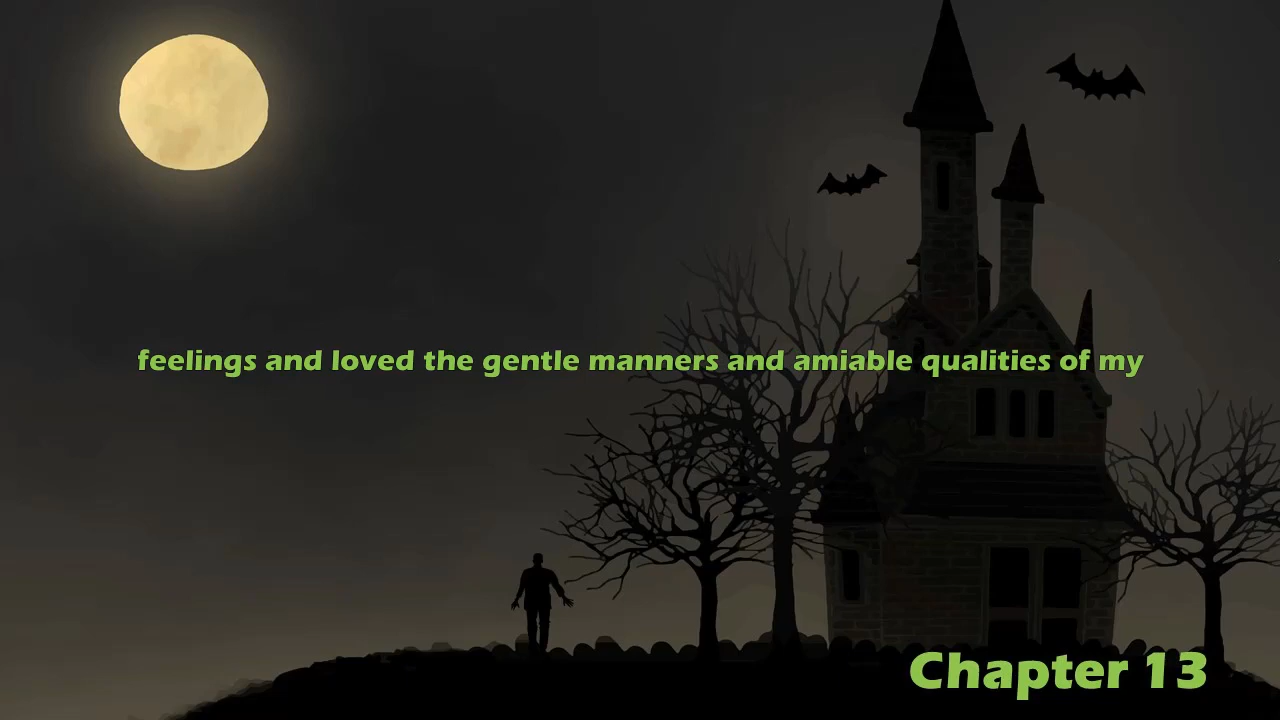 feelings and loved the gentle manners and amiable qualities of my
Chapter 13